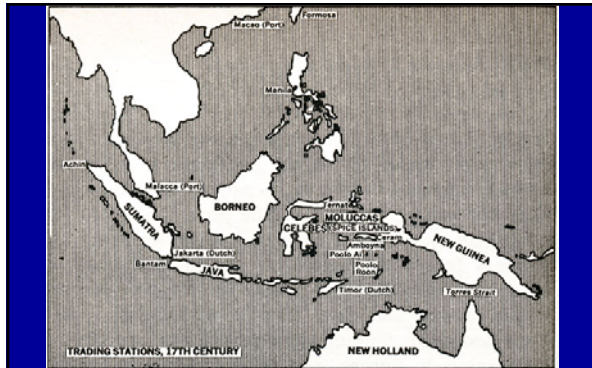 Formosa
Macao (Port)
Manila
Achin
Malacca (Port)
SUMATRA
BORNEO
Ternate
MOLUCCAS
CELEBES
(SPICE ISLANDS)
Ceram
Amboyna
Poolo Ai
Poolo
Roon
NEW GUINEA
Jakarta (Dutch)
Bantam
JAVA
Timor (Dutch)
Torres Strait
TRADING STATIONS, 17TH CENTURY
NEW HOLLAND